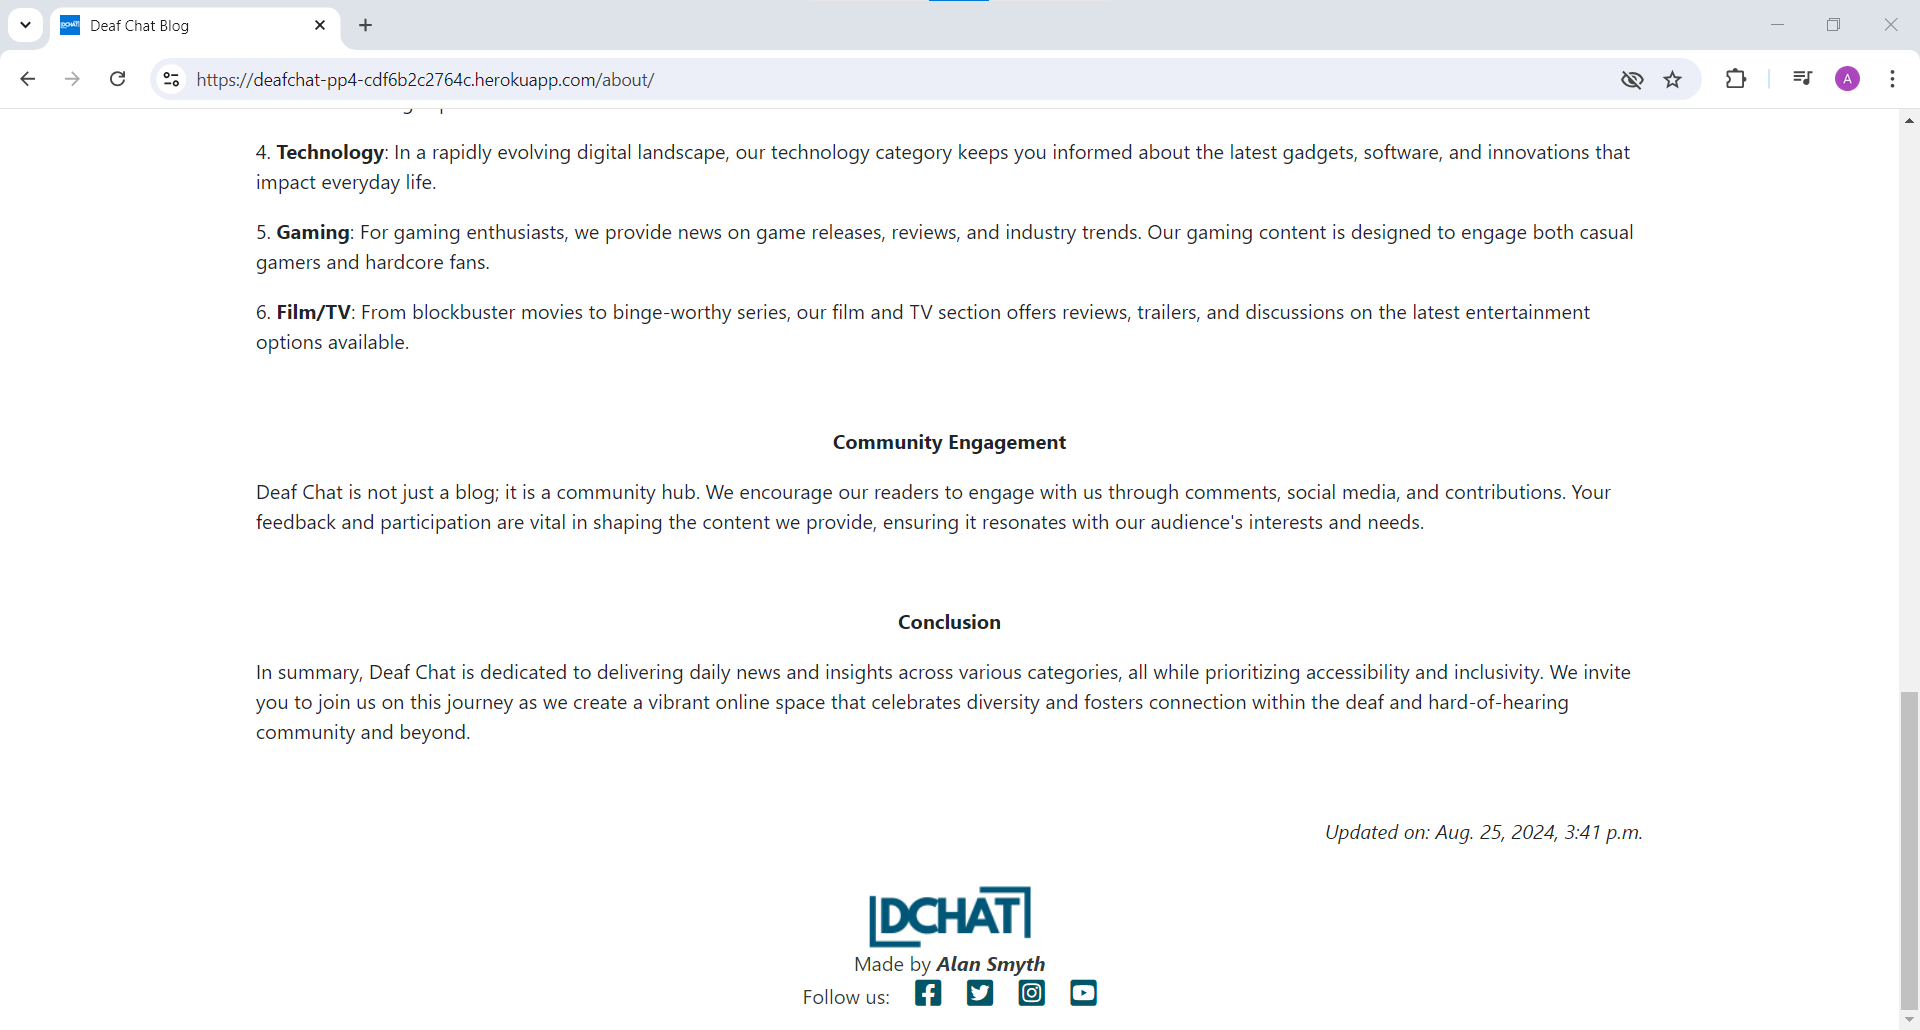 Deaf Chat Blog
https://deafchat-pp4-cdf6b2c2764c.herokuapp.com/about/
A
4. Technology: In a rapidly evolving digital landscape, our technology category keeps you informed about the latest gadgets, software, and innovations that
impact everyday life.
5. Gaming: For gaming enthusiasts, we provide news on game releases, reviews, and industry trends. Our gaming content is designed to engage both casual
gamers and hardcore fans.
6. Film/TV: From blockbuster movies to binge-worthy series, our film and TV section offers reviews, trailers, and discussions on the latest entertainment
options available.
Community Engagement
Deaf Chat is not just a blog; it is a community hub. We encourage our readers to engage with us through comments, social media, and contributions. Your
feedback and participation are vital in shaping the content we provide, ensuring it resonates with our audience's interests and needs.
Conclusion
In summary, Deaf Chat is dedicated to delivering daily news and insights across various categories, all while prioritizing accessibility and inclusivity. We invite
you to join us on this journey as we create a vibrant online space that celebrates diversity and fosters connection within the deaf and hard-of-hearing
community and beyond.
Updated on: Aug. 25, 2024, 3:41 p.m.
DCHAT
Made by Alan Smyth
Follow us: